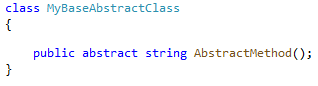 class MyBaseAbstractClass
{
public abstract string AbstractMethod();
}